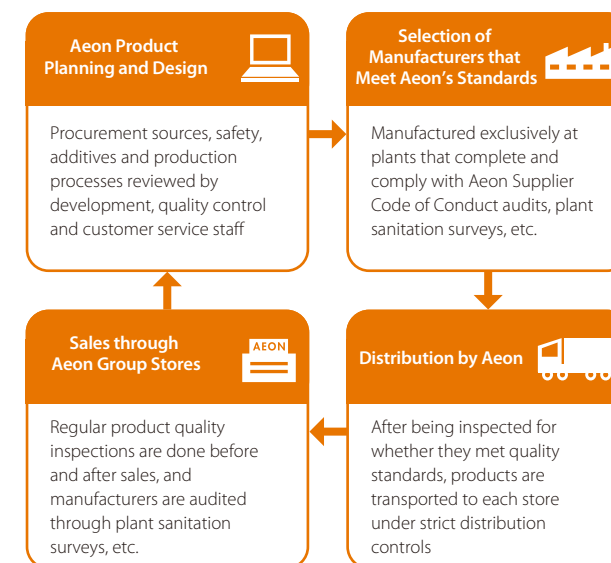 Aeon Product
Planning and Design
Procurement sources, safety,
additives and production
processes reviewed by
development, quality control
and customer service staff
Selection of
Manufacturers that
Meet Aeon’s Standards
Manufactured exclusively at
plants that complete and
comply with Aeon Supplier
Code of Conduct audits, plant
sanitation surveys, etc.
Sales through
Aeon Group Stores
AEON
Regular product quality
inspections are done before
and after sales, and
manufacturers are audited
through plant sanitation
surveys, etc.
Distribution by Aeon
After being inspected for
whether they met quality
standards, products are
transported to each store
under strict distribution
controls